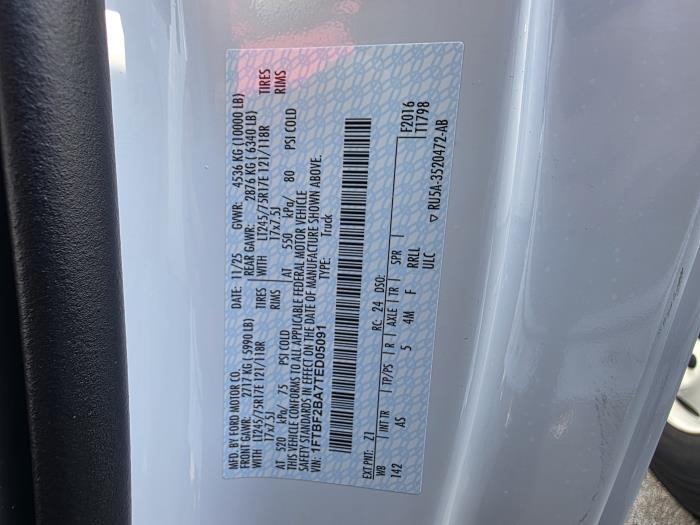 MFD. BY FORD MOTOR CO. DATE: 11/25 GVWR: 4536 KG (10000 LB)
FRONT GAWR: 2717 KG (5990 LB) REAR GAWR: 2876 KG (6340 LB)
WITH LT245/75R17E 121/118R TIRES WITH LT245/75R17E 121/118R TIRES
17x7.5J RIMS 17x7.5J RIMS
AT 520 kPa/ 75 PSI COLD AT 550 kPa/ 80 PSI COLD
THIS VEHICLE CONFORMS TO ALL APPLICABLE FEDERAL MOTOR VEHICLE
SAFETY STANDARDS IN EFFECT ON THE DATE OF MANUFACTURE SHOWN ABOVE.
VIN: 1FTBF2BA7TED05091 TYPE: Truck
F2016
T1798
EXT PNT: Z1 RC: 24 DSO:
WB INT TR TP/PS R AXLE TR SPR
142 AS 5 4M F RRLL
ULC
▽ RU5A-3520472-AB